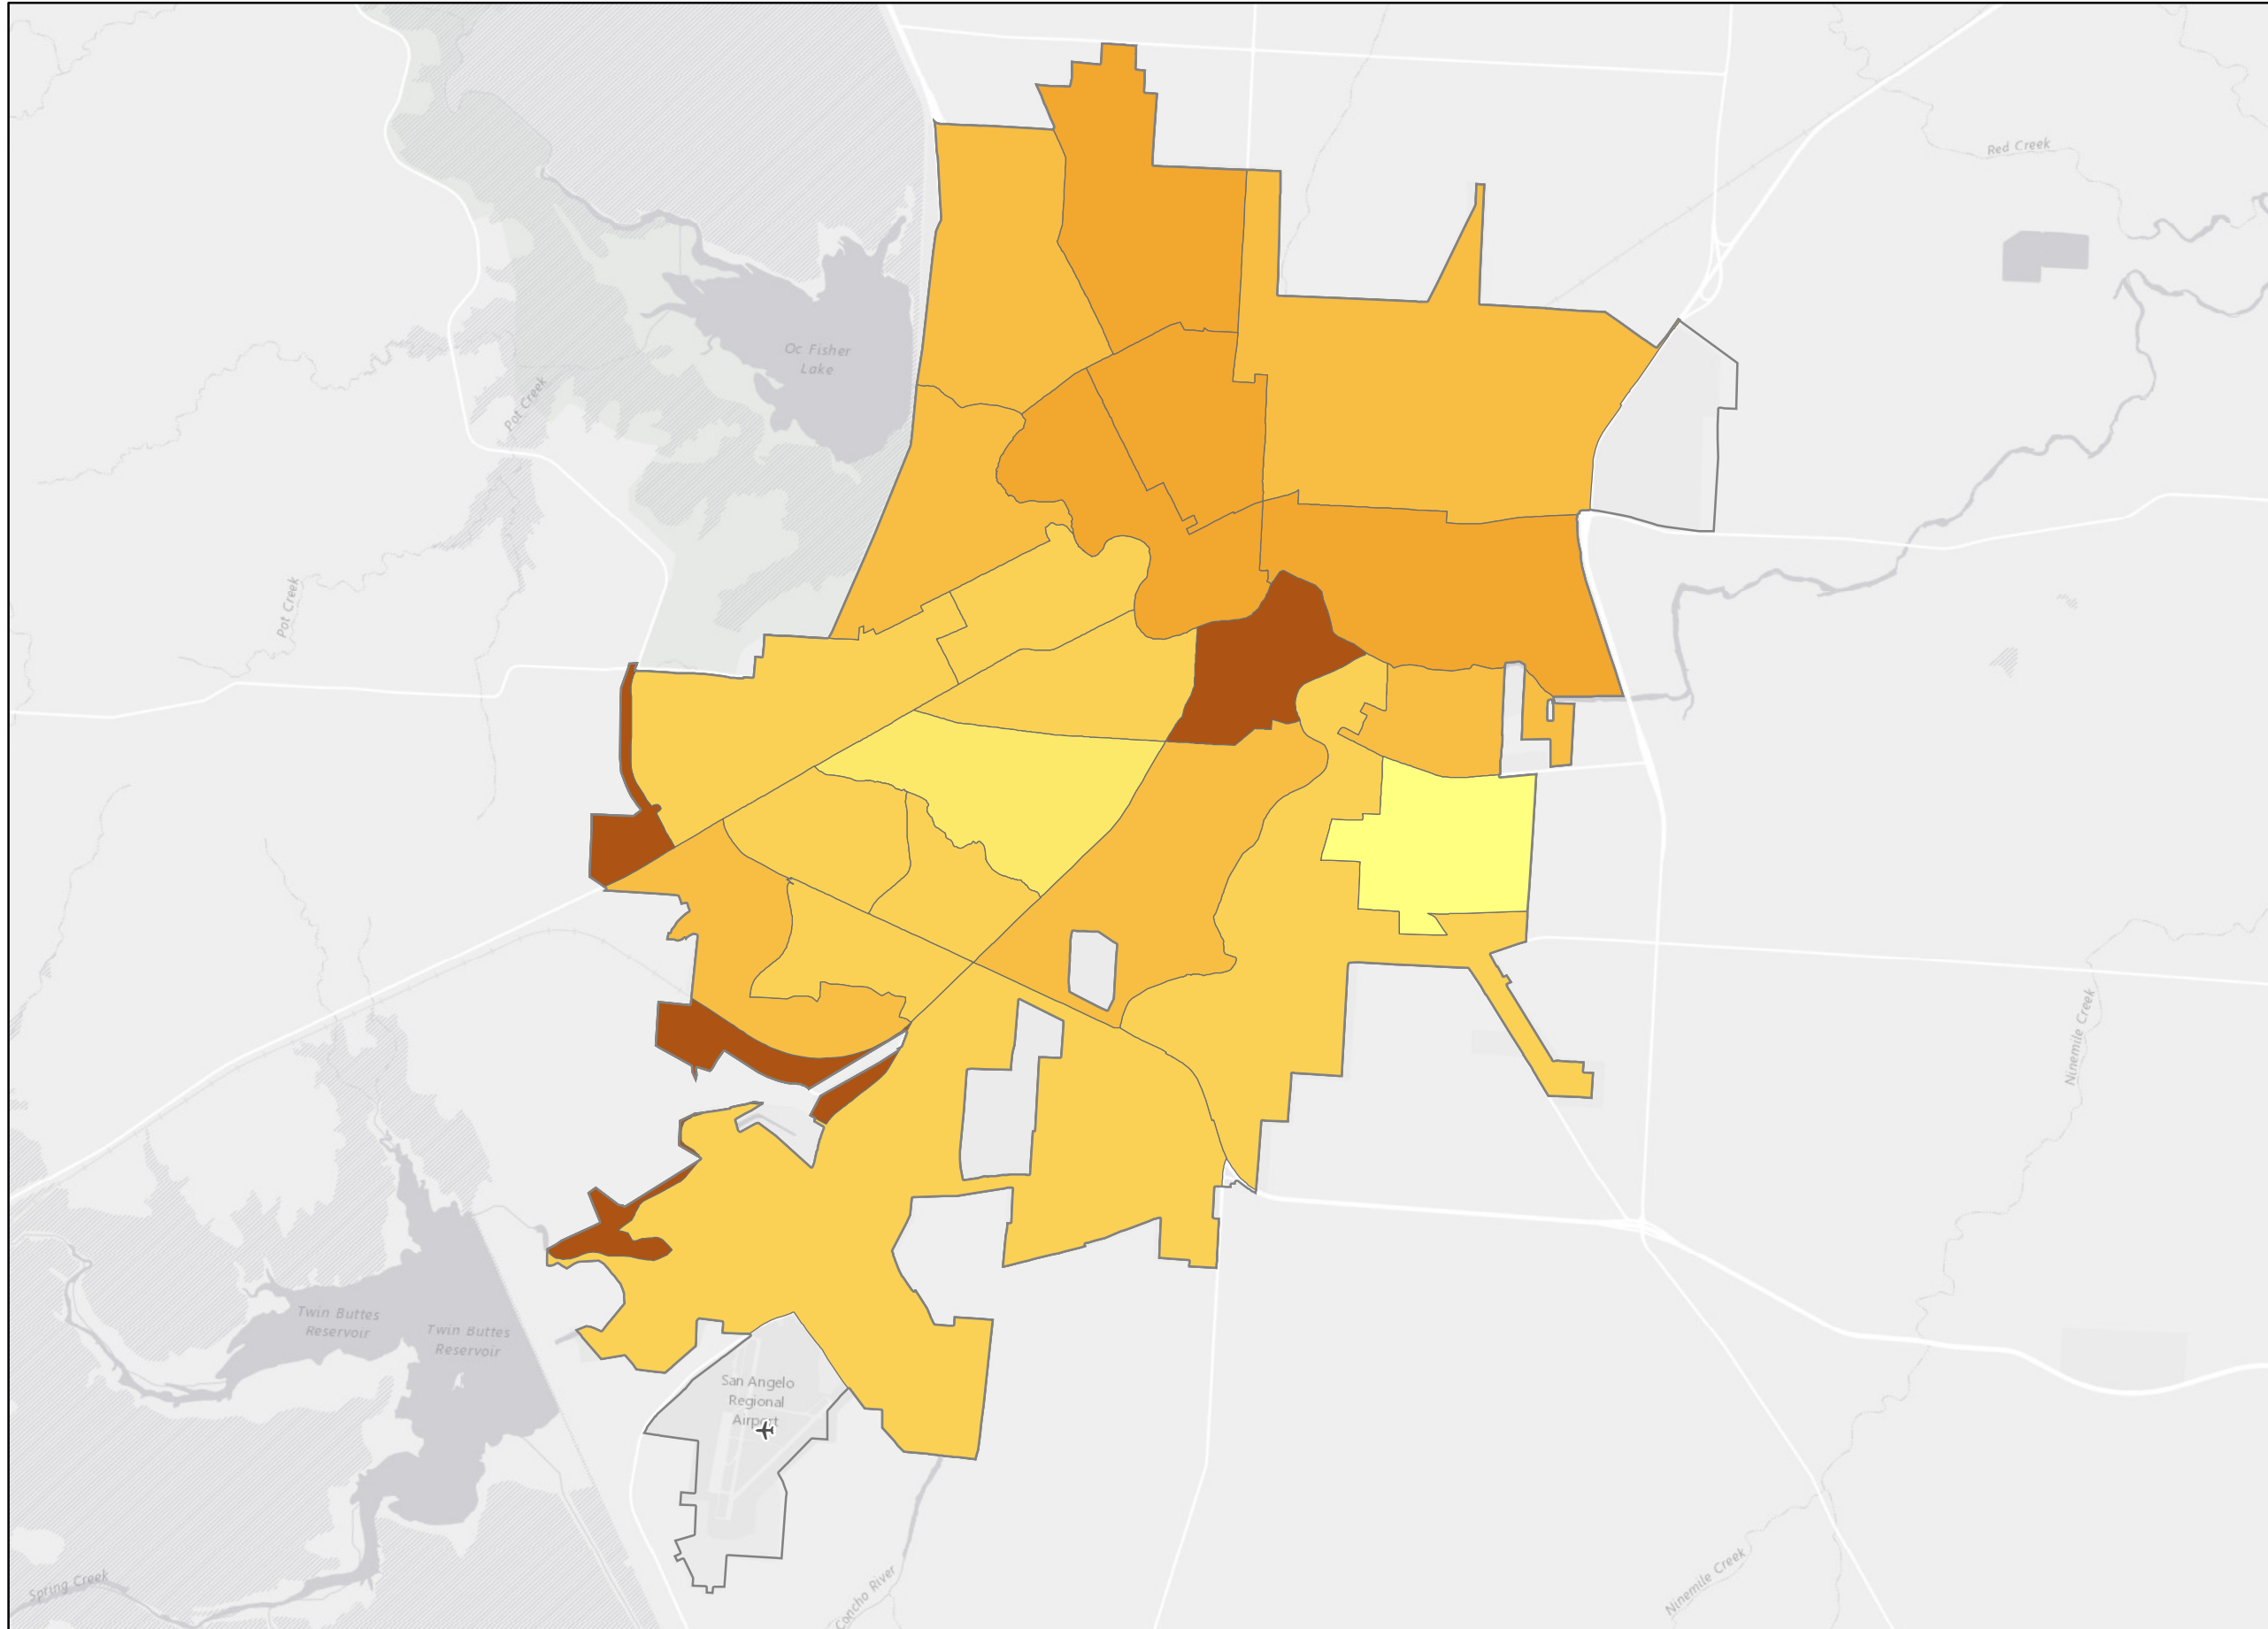 Red Creek
Oc Fisher
Lake
Pot Creek
Pot Creek
Ninemile Creek
Twin Buttes
Reservoir
Twin Buttes
Reservoir
San Angelo
Regional
Airport
Spring Creek
Concho River
Ninemile Creek